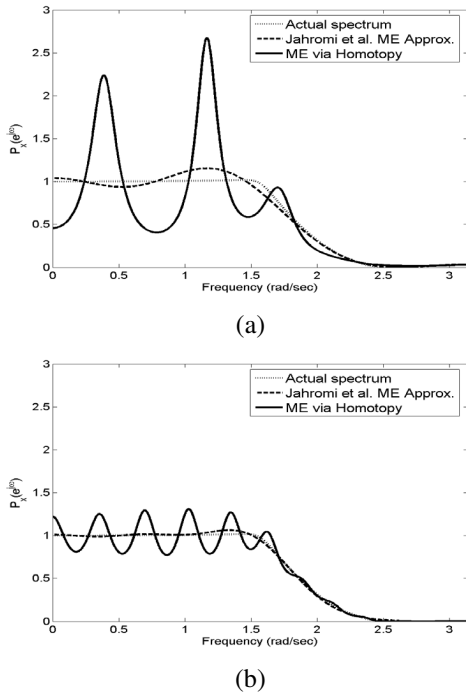 3
2.5
2
1.5
1
0.5
0
P_x(e^jω)
Actual spectrum
Jahromi et al. ME Approx.
ME via Homotopy
0 0.5 1 1.5 2 2.5 3
Frequency (rad/sec)
(a)
3
2.5
2
1.5
1
0.5
0
P_x(e^jω)
Actual spectrum
Jahromi et al. ME Approx.
ME via Homotopy
0 0.5 1 1.5 2 2.5 3
Frequency (rad/sec)
(b)